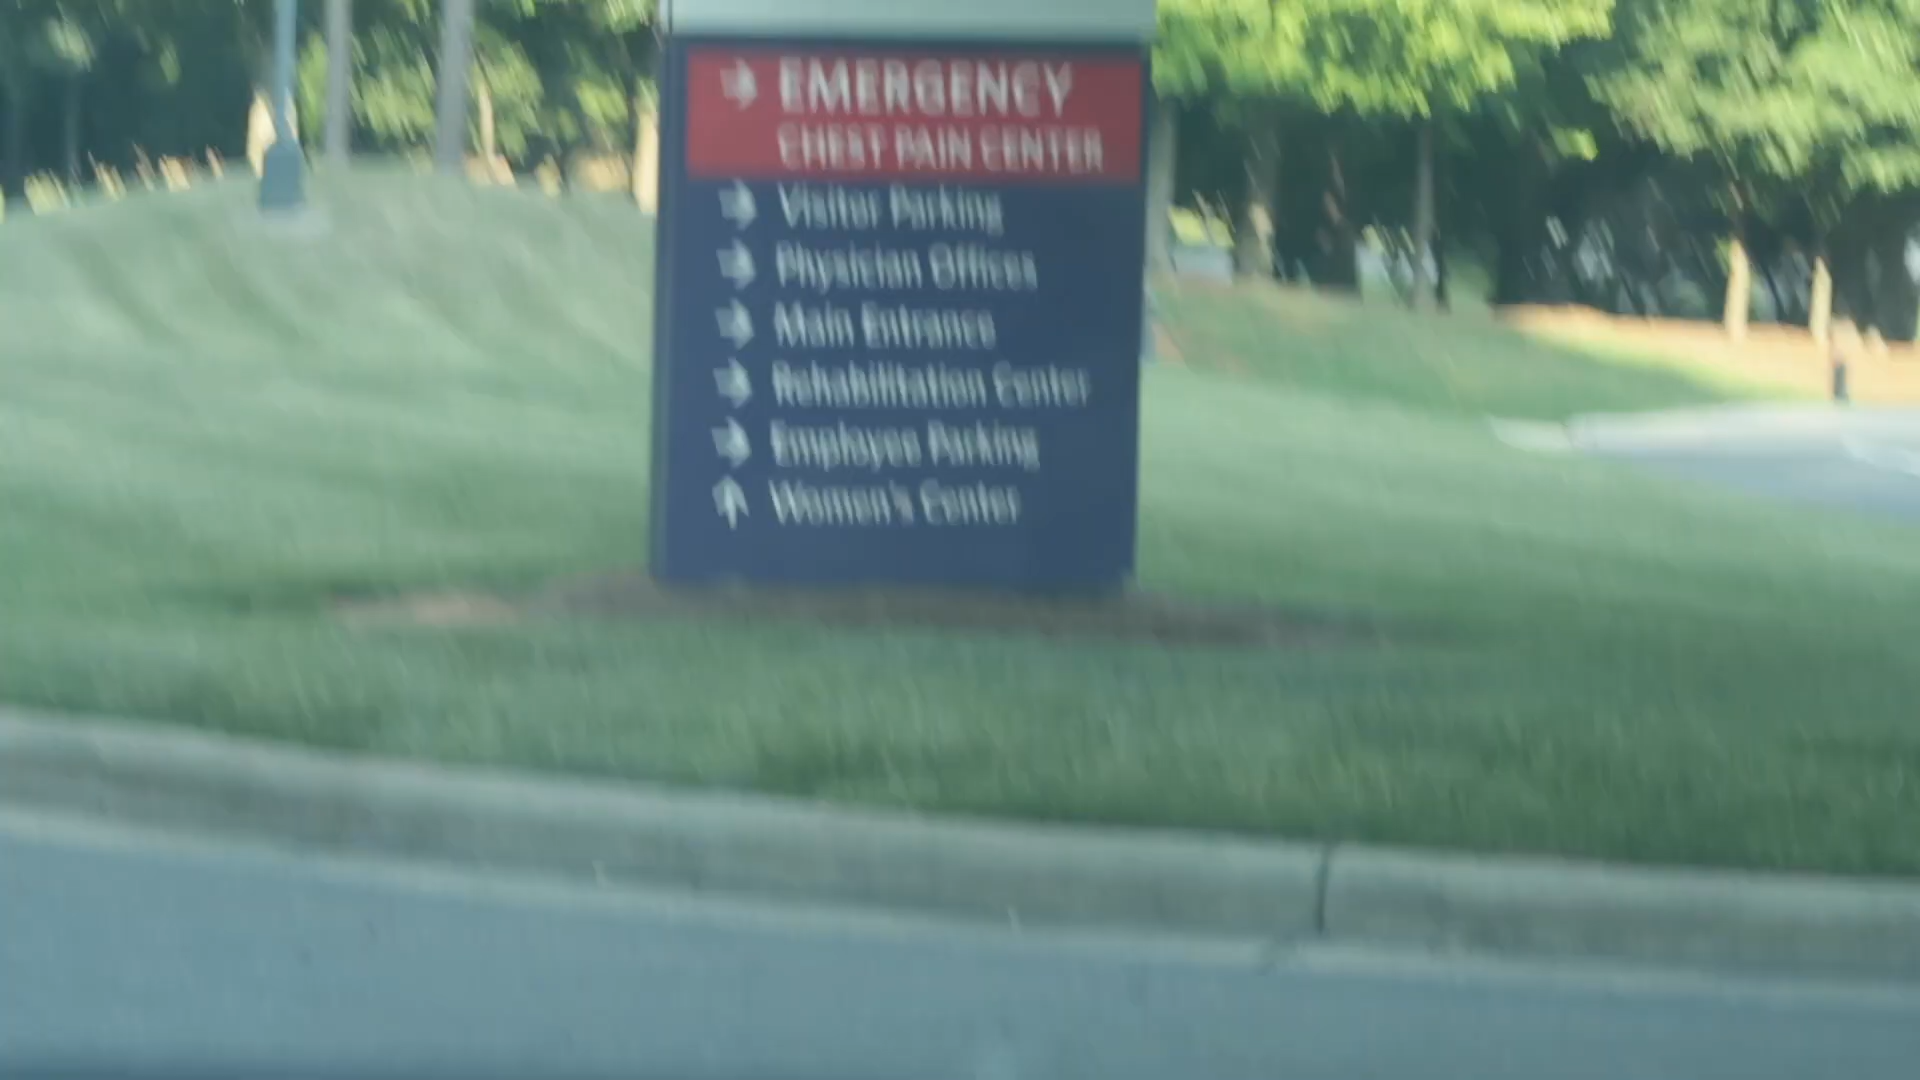 EMERGENCY
CHEST PAIN CENTER
Visitor Parking
Physician Offices
Main Entrance
Rehabilitation Center
Employee Parking
Women's Center